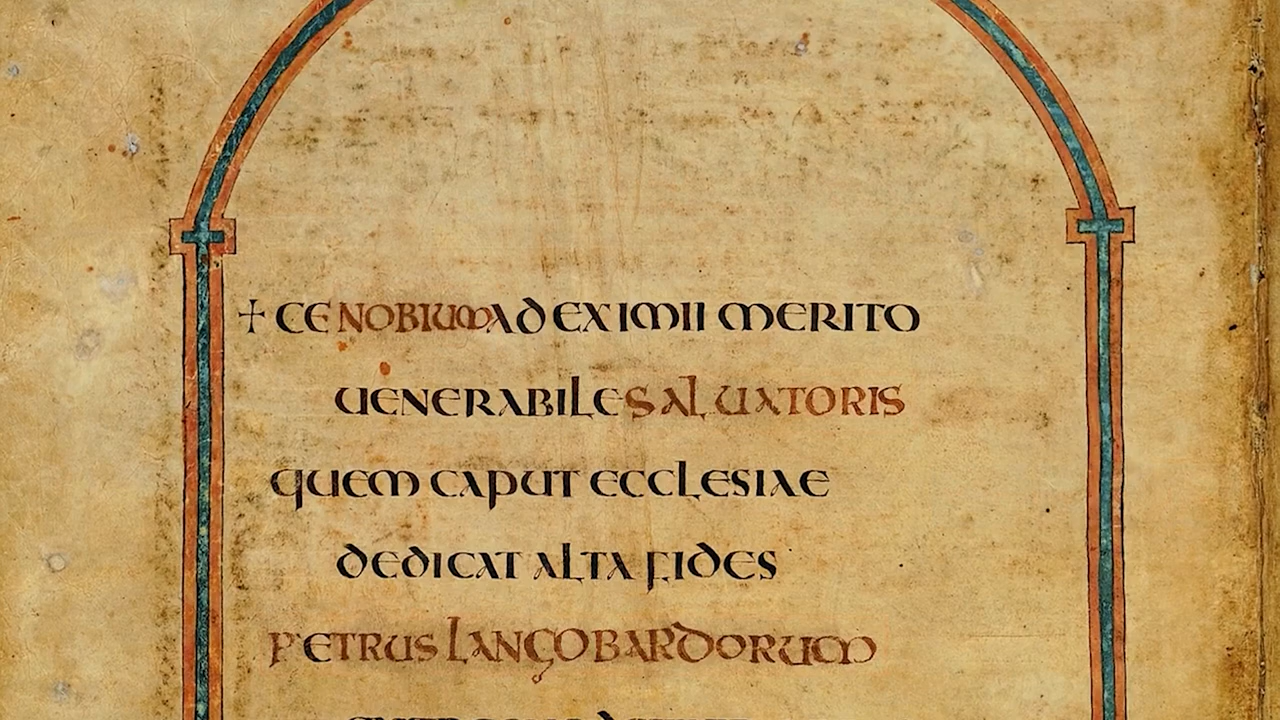 + CENOBIUM AD EXIMII MERITO
UENERABILE SALUATORIS
QUEM CAPUT ECCLESIAE
DEDICAT ALTA FIDES
PETRUS LANGOBARDORUM